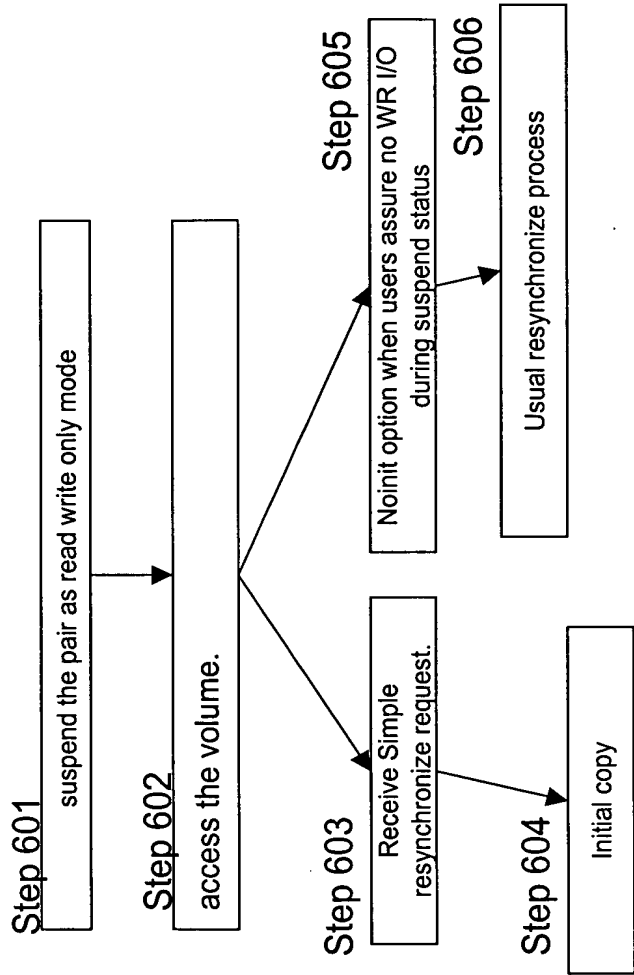 Step 601
suspend the pair as read write only mode
Step 602
access the volume.
Step 603
Receive Simple
resynchronize request.
Step 604
Initial copy
Step 605
Noinit option when users assure no WR I/O
during suspend status
Step 606
Usual resynchronize process